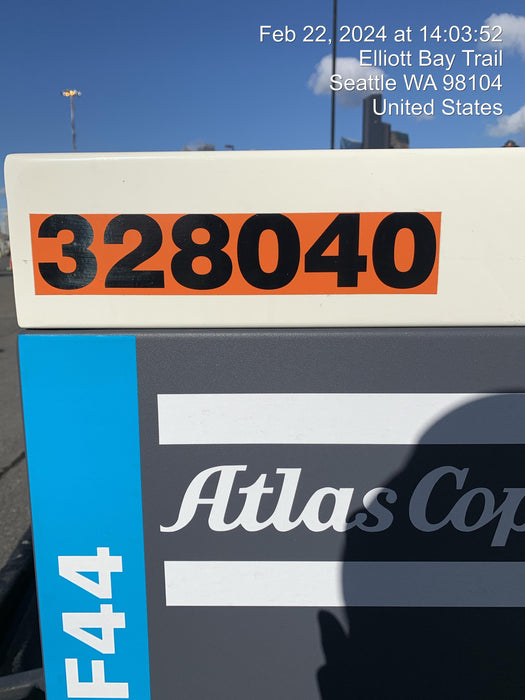 Feb 22, 2024 at 14:03:52
Elliott Bay Trail
Seattle WA 98104
United States
328040
Atlas Cop
F44